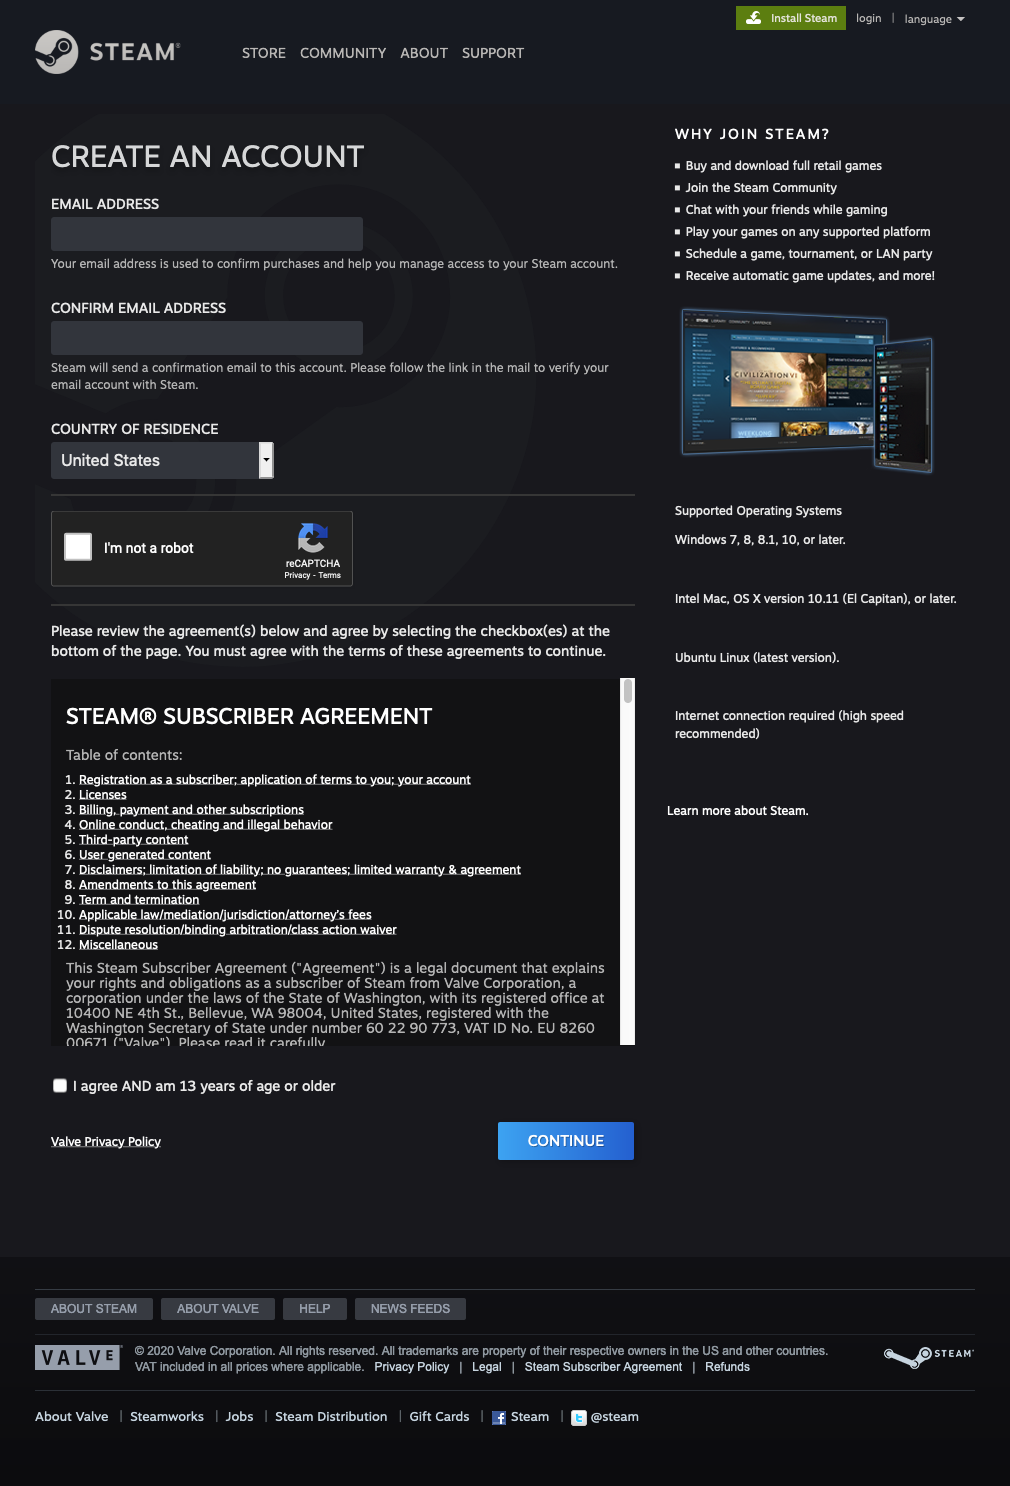 Install Steam
login | language
STEAM®
STORE COMMUNITY ABOUT SUPPORT
CREATE AN ACCOUNT
EMAIL ADDRESS
Your email address is used to confirm purchases and help you manage access to your Steam account.
CONFIRM EMAIL ADDRESS
Steam will send a confirmation email to this account. Please follow the link in the mail to verify your
email account with Steam.
COUNTRY OF RESIDENCE
United States
I'm not a robot
reCAPTCHA
Privacy - Terms
Please review the agreement(s) below and agree by selecting the checkbox(es) at the
bottom of the page. You must agree with the terms of these agreements to continue.
STEAM® SUBSCRIBER AGREEMENT
Table of contents:
1. Registration as a subscriber; application of terms to you; your account
2. Licenses
3. Billing, payment and other subscriptions
4. Online conduct, cheating and illegal behavior
5. Third-party content
6. User generated content
7. Disclaimers; limitation of liability; no guarantees; limited warranty & agreement
8. Amendments to this agreement
9. Term and termination
10. Applicable law/mediation/jurisdiction/attorney's fees
11. Dispute resolution/binding arbitration/class action waiver
12. Miscellaneous
This Steam Subscriber Agreement ("Agreement") is a legal document that explains
your rights and obligations as a subscriber of Steam from Valve Corporation, a
corporation under the laws of the State of Washington, with its registered office at
10400 NE 4th St., Bellevue, WA 98004, United States, registered with the
Washington Secretary of State under number 60 22 90 773, VAT ID No. EU 8260
00671 ("Valve"). Please read it carefully
I agree AND am 13 years of age or older
Valve Privacy Policy
CONTINUE
WHY JOIN STEAM?
Buy and download full retail games
Join the Steam Community
Chat with your friends while gaming
Play your games on any supported platform
Schedule a game, tournament, or LAN party
Receive automatic game updates, and more!
STORE LIBRARY COMMUNITY
CIVILIZATION VI
Supported Operating Systems
Windows 7, 8, 8.1, 10, or later.
Intel Mac, OS X version 10.11 (El Capitan), or later.
Ubuntu Linux (latest version).
Internet connection required (high speed
recommended)
Learn more about Steam.
ABOUT STEAM ABOUT VALVE HELP NEWS FEEDS
VALVE
© 2020 Valve Corporation. All rights reserved. All trademarks are property of their respective owners in the US and other countries.
VAT included in all prices where applicable. Privacy Policy | Legal | Steam Subscriber Agreement | Refunds
STEAM
About Valve | Steamworks | Jobs | Steam Distribution | Gift Cards | Steam | @steam